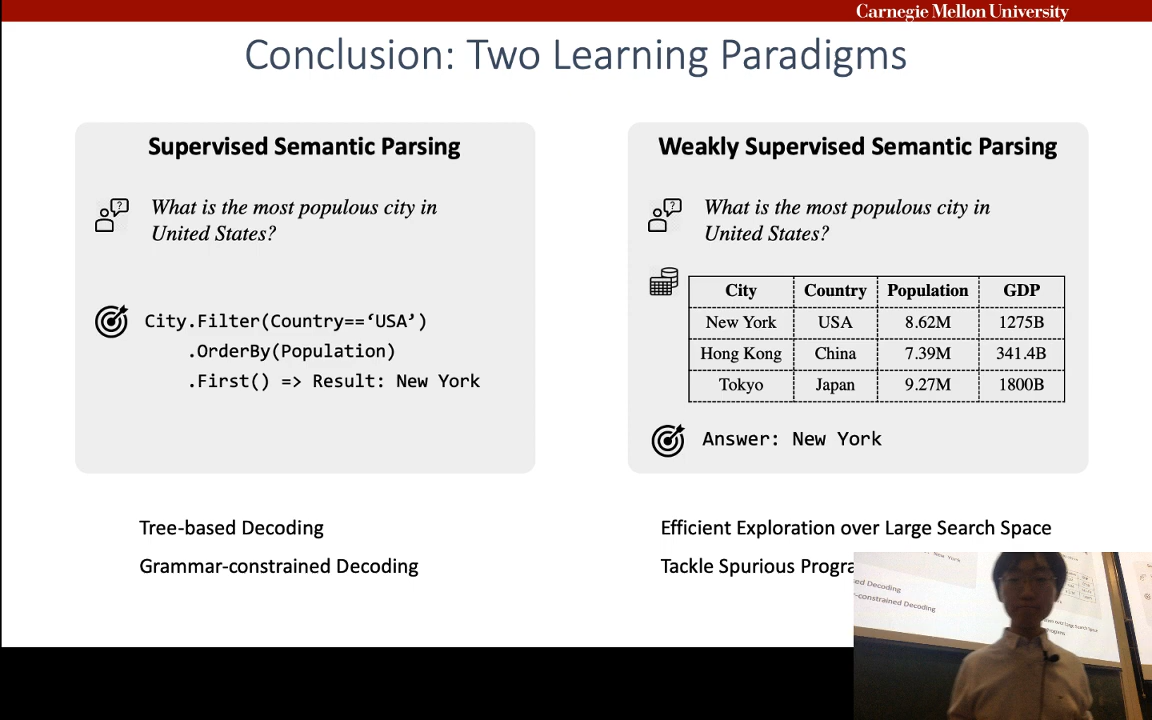 Carnegie Mellon University
Conclusion: Two Learning Paradigms
Supervised Semantic Parsing
What is the most populous city in
United States?
City.Filter(Country==‘USA’)
.OrderBy(Population)
.First() => Result: New York
Tree-based Decoding
Grammar-constrained Decoding
Weakly Supervised Semantic Parsing
What is the most populous city in
United States?
City Country Population GDP
New York USA 8.62M 1275B
Hong Kong China 7.39M 341.4B
Tokyo Japan 9.27M 1800B
Answer: New York
Efficient Exploration over Large Search Space
Tackle Spurious Progra
ed Decoding
-constrained Decoding